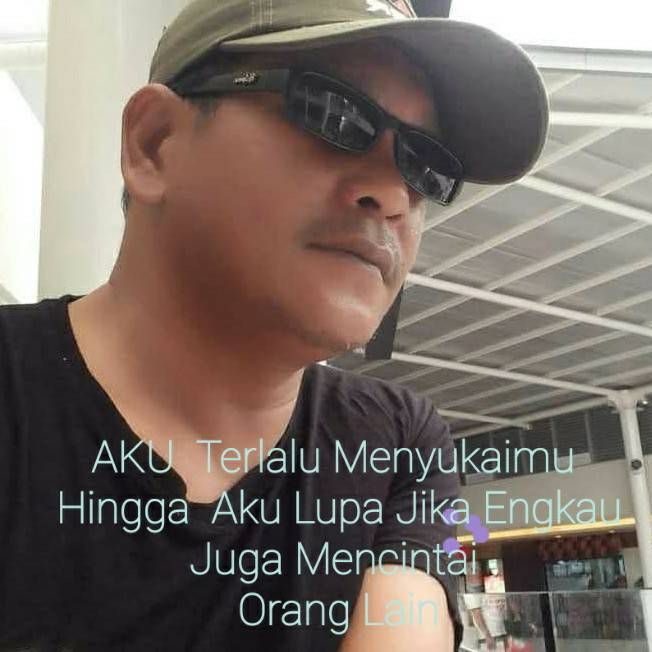 AKU Terlalu Menyukaimu
Hingga Aku Lupa Jika Engkau
Juga Mencintai
Orang Lain